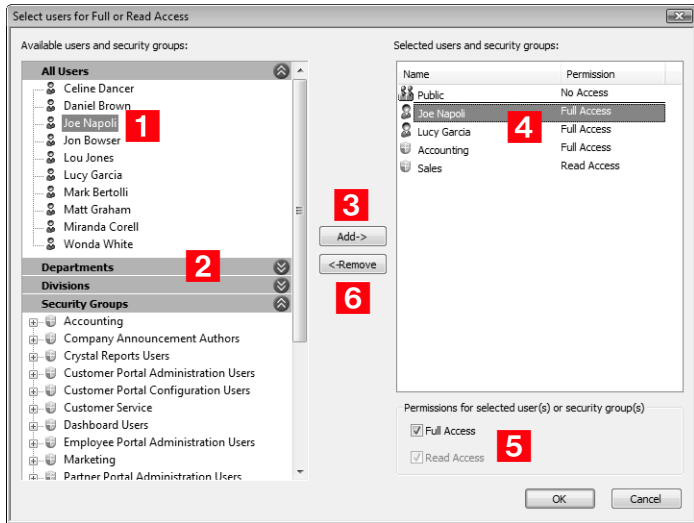 Select users for Full or Read Access
Available users and security groups:
All Users
Celine Dancer
Daniel Brown
Joe Napoli
1
Jon Bowser
Lou Jones
Lucy Garcia
Mark Bertolli
Matt Graham
Miranda Corell
Wonda White
Departments
2
Divisions
Security Groups
Accounting
Company Announcement Authors
Crystal Reports Users
Customer Portal Administration Users
Customer Portal Configuration Users
Customer Service
Dashboard Users
Employee Portal Administration Users
Marketing
Partner Portal Administration Users
3
Add->
<-Remove
6
Selected users and security groups:
Name Permission
Public No Access
Joe Napoli 4 Full Access
Lucy Garcia Full Access
Accounting Full Access
Sales Read Access
Permissions for selected user(s) or security group(s)
Full Access
5
Read Access
OK Cancel